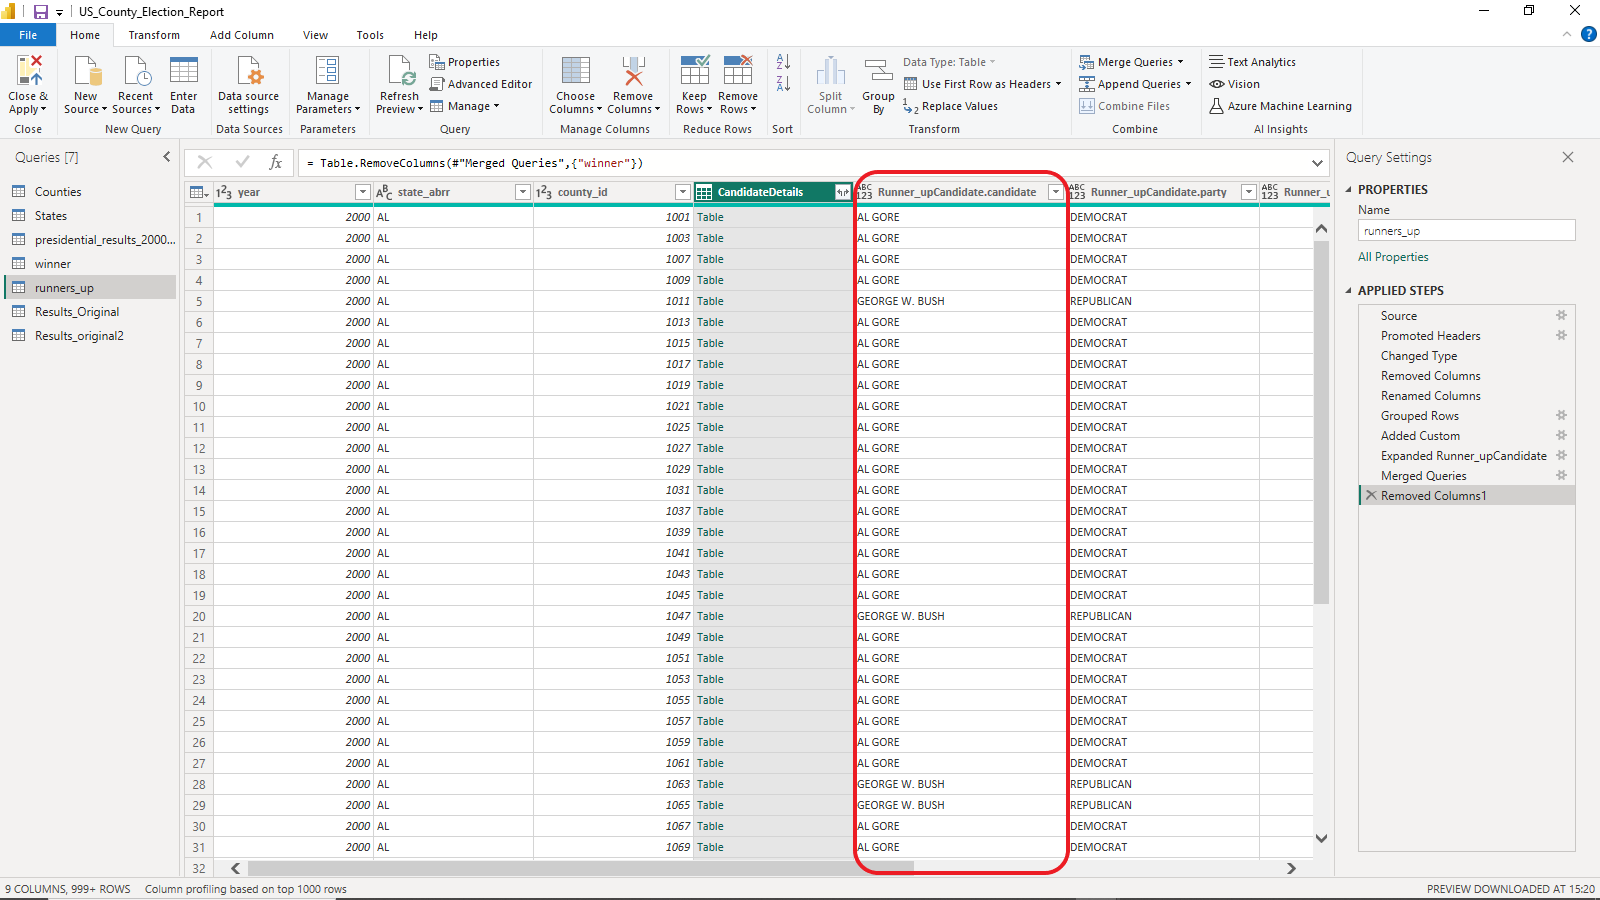 US_County_Election_Report
File Home Transform Add Column View Tools Help
Close & Apply
New Source
Recent Sources
Enter Data
Data source settings
Manage Parameters
Refresh Preview
Properties
Advanced Editor
Manage
Choose Columns
Remove Columns
Keep Rows
Remove Rows
Split Column
Group By
Data Type: Table
Use First Row as Headers
Replace Values
Merge Queries
Append Queries
Combine Files
Text Analytics
Vision
Azure Machine Learning
Close New Query Data Sources Parameters Query Manage Columns Reduce Rows Sort Transform Combine AI Insights
Queries [7]
Counties
States
presidential_results_2000...
winner
runners_up
Results_Original
Results_original2
fx = Table.RemoveColumns(#"Merged Queries",{"winner"})
123 year ABC state_abrr 123 county_id CandidateDetails ABC 123 Runner_upCandidate.candidate ABC 123 Runner_upCandidate.party ABC 123 Runner_u
1 2000 AL 1001 Table AL GORE DEMOCRAT
2 2000 AL 1003 Table AL GORE DEMOCRAT
3 2000 AL 1007 Table AL GORE DEMOCRAT
4 2000 AL 1009 Table AL GORE DEMOCRAT
5 2000 AL 1011 Table GEORGE W. BUSH REPUBLICAN
6 2000 AL 1013 Table AL GORE DEMOCRAT
7 2000 AL 1015 Table AL GORE DEMOCRAT
8 2000 AL 1017 Table AL GORE DEMOCRAT
9 2000 AL 1019 Table AL GORE DEMOCRAT
10 2000 AL 1021 Table AL GORE DEMOCRAT
11 2000 AL 1025 Table AL GORE DEMOCRAT
12 2000 AL 1027 Table AL GORE DEMOCRAT
13 2000 AL 1029 Table AL GORE DEMOCRAT
14 2000 AL 1031 Table AL GORE DEMOCRAT
15 2000 AL 1037 Table AL GORE DEMOCRAT
16 2000 AL 1039 Table AL GORE DEMOCRAT
17 2000 AL 1041 Table AL GORE DEMOCRAT
18 2000 AL 1043 Table AL GORE DEMOCRAT
19 2000 AL 1045 Table AL GORE DEMOCRAT
20 2000 AL 1047 Table GEORGE W. BUSH REPUBLICAN
21 2000 AL 1049 Table AL GORE DEMOCRAT
22 2000 AL 1051 Table AL GORE DEMOCRAT
23 2000 AL 1053 Table AL GORE DEMOCRAT
24 2000 AL 1055 Table AL GORE DEMOCRAT
25 2000 AL 1057 Table AL GORE DEMOCRAT
26 2000 AL 1059 Table AL GORE DEMOCRAT
27 2000 AL 1061 Table AL GORE DEMOCRAT
28 2000 AL 1063 Table GEORGE W. BUSH REPUBLICAN
29 2000 AL 1065 Table GEORGE W. BUSH REPUBLICAN
30 2000 AL 1067 Table AL GORE DEMOCRAT
31 2000 AL 1069 Table AL GORE DEMOCRAT
32
Query Settings
PROPERTIES
Name
runners_up
All Properties
APPLIED STEPS
Source
Promoted Headers
Changed Type
Removed Columns
Renamed Columns
Grouped Rows
Added Custom
Expanded Runner_upCandidate
Merged Queries
Removed Columns1
9 COLUMNS, 999+ ROWS Column profiling based on top 1000 rows PREVIEW DOWNLOADED AT 15:20